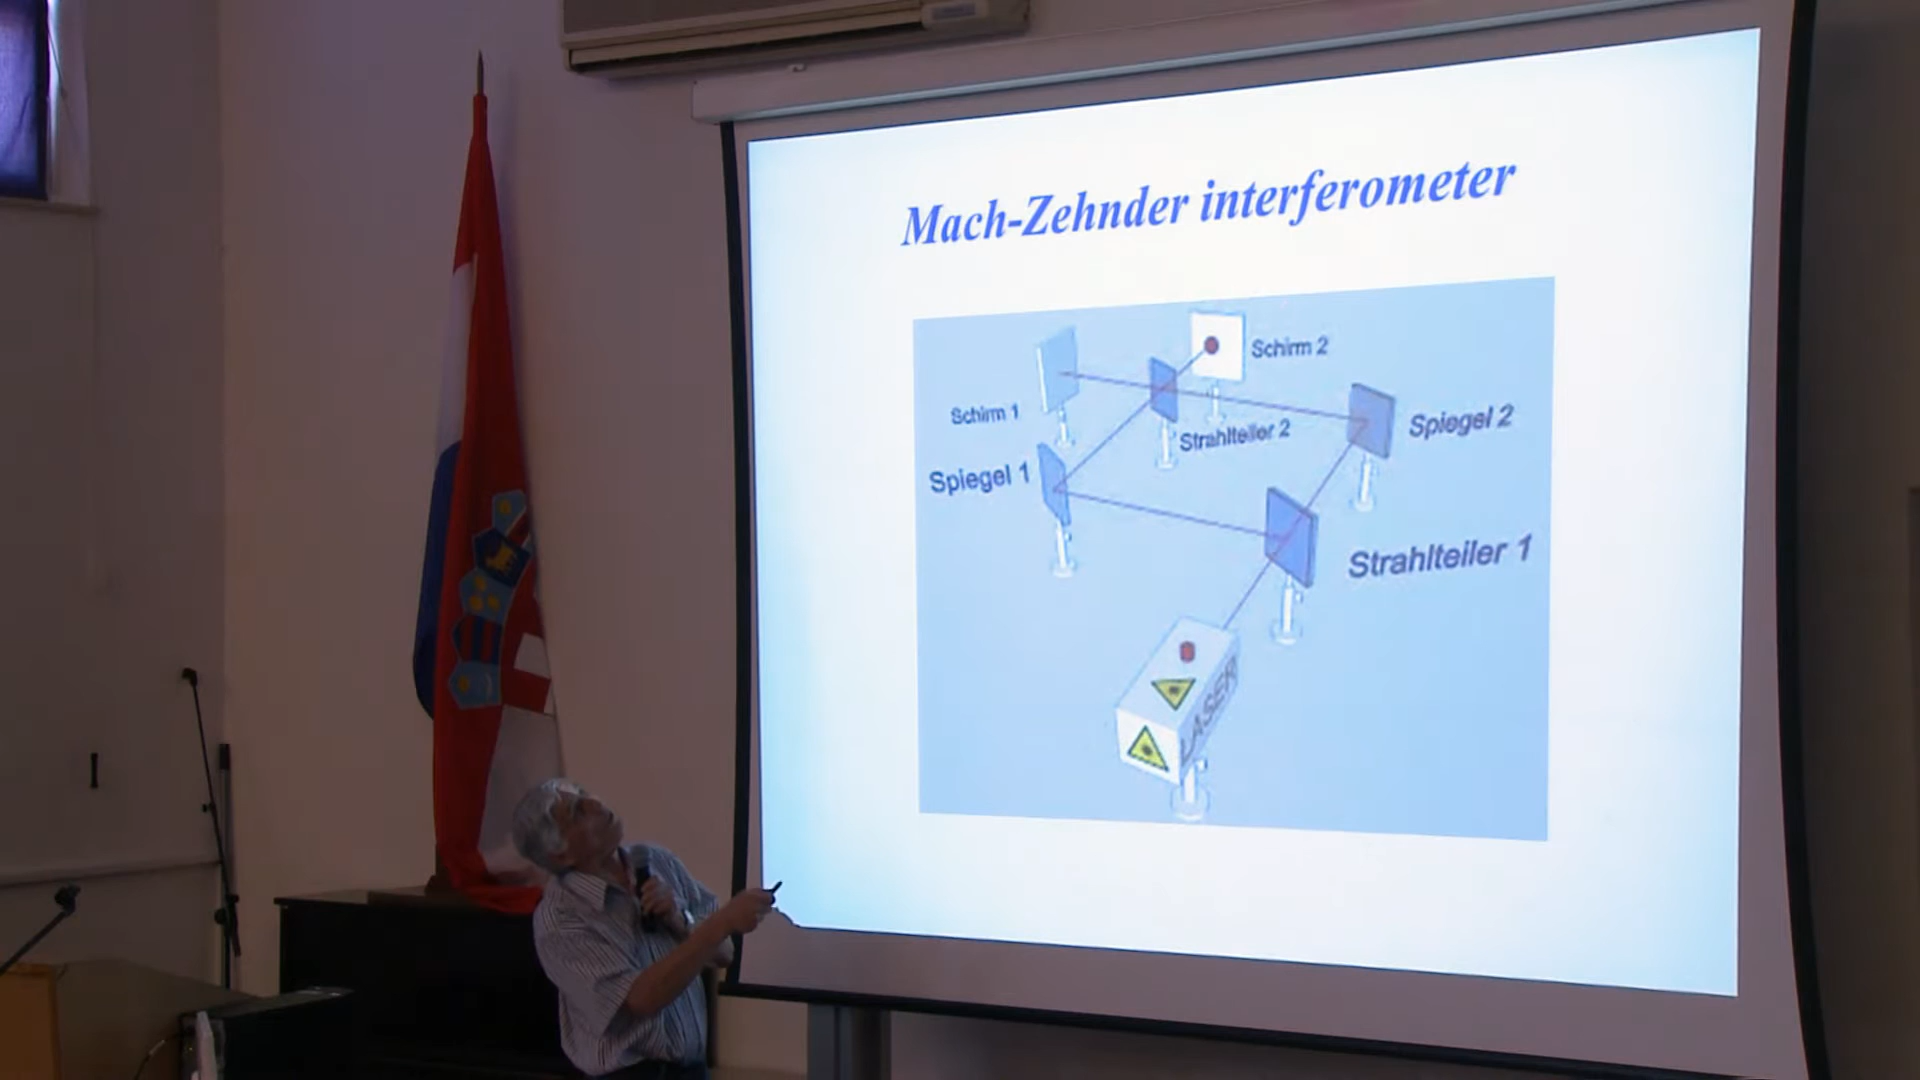 Mach-Zehnder interferometer
Schirm 2
Schirm 1
Spiegel 2
Strahlteiler 2
Spiegel 1
Strahlteiler 1
LASER